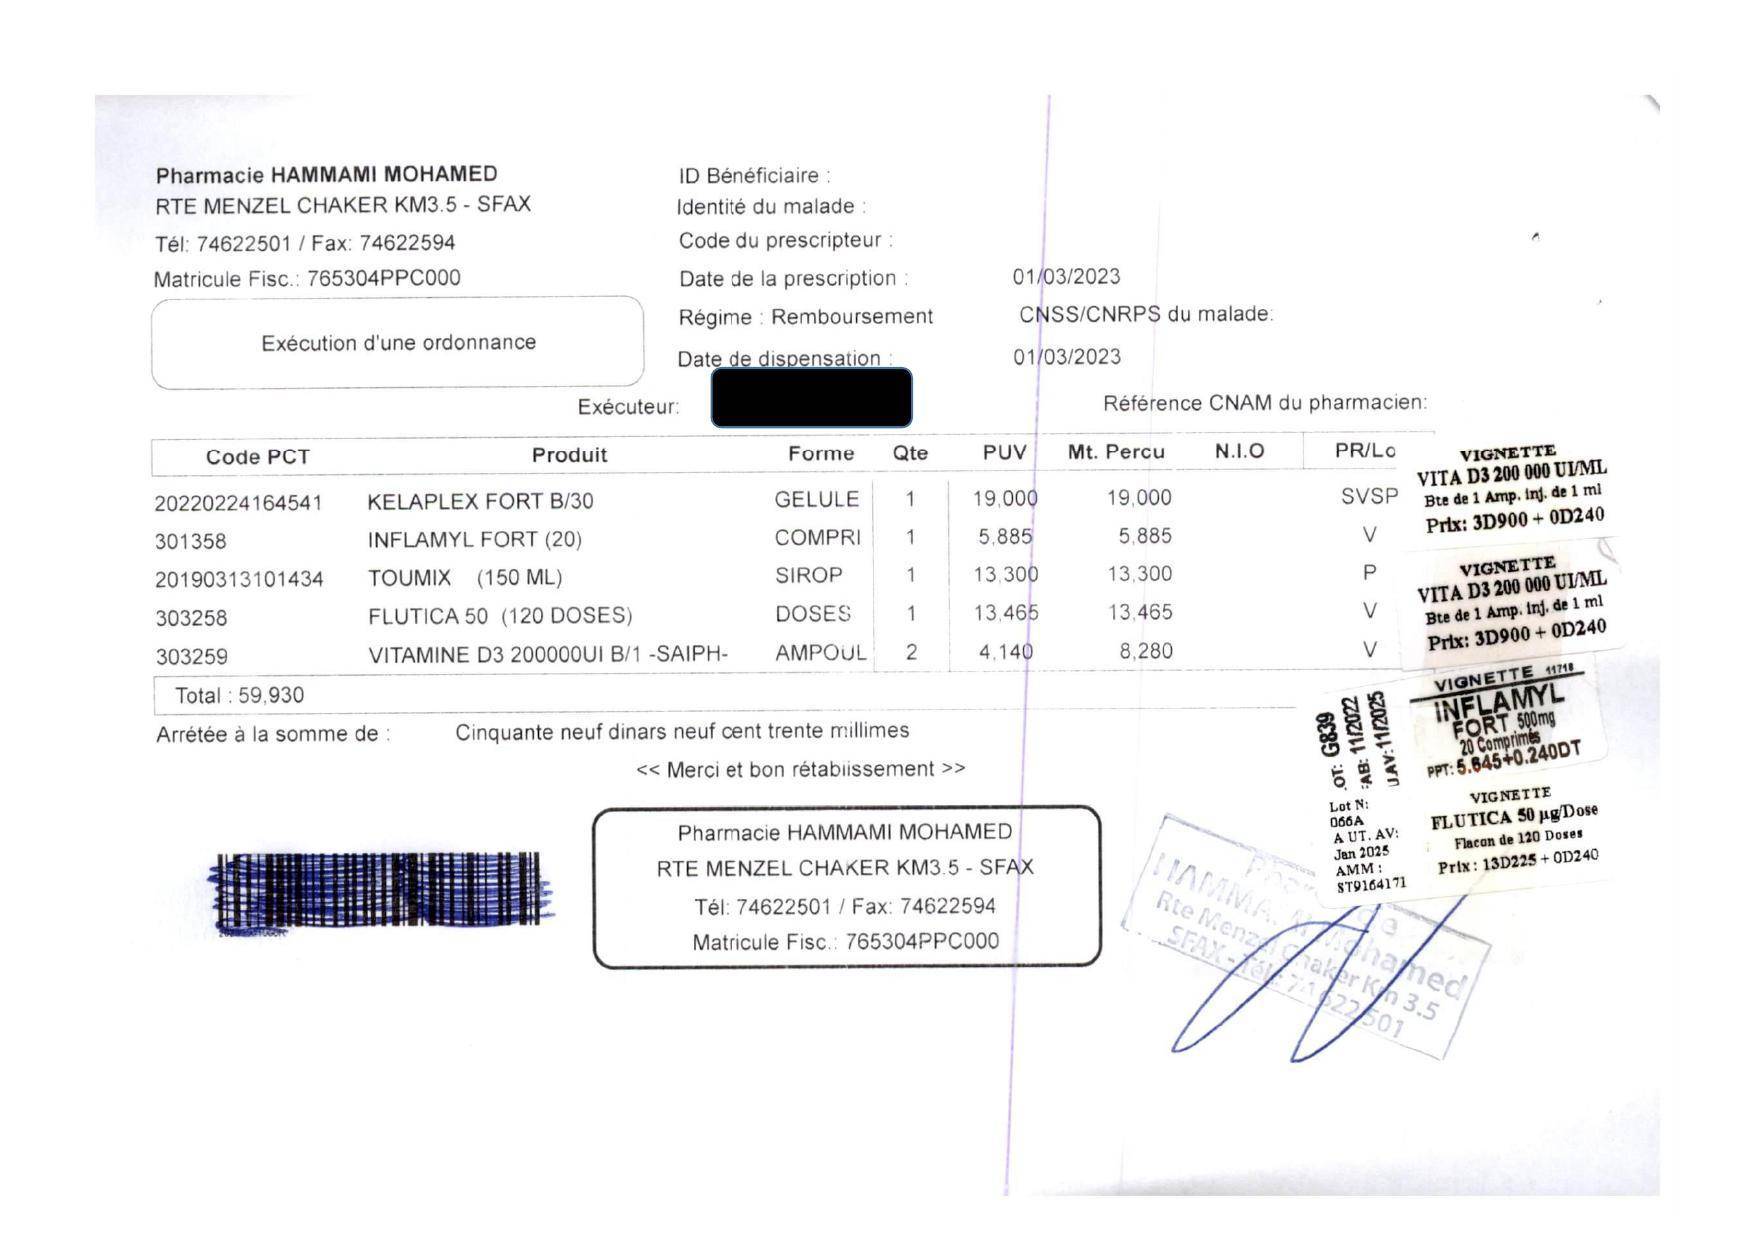 Pharmacie HAMMAMI MOHAMED
RTE MENZEL CHAKER KM3.5 - SFAX
Tél: 74622501 / Fax: 74622594
Matricule Fisc.: 765304PPC000
Exécution d'une ordonnance
ID Bénéficiaire :
Identité du malade :
Code du prescripteur :
Date de la prescription : 01/03/2023
Régime : Remboursement CNSS/CNRPS du malade:
Date de dispensation : 01/03/2023
Exécuteur: Référence CNAM du pharmacien:
Code PCT Produit Forme Qte PUV Mt. Percu N.I.O PR/Lo
20220224164541 KELAPLEX FORT B/30 GELULE 1 19,000 19,000 SVSP
301358 INFLAMYL FORT (20) COMPRI 1 5,885 5,885 V
20190313101434 TOUMIX (150 ML) SIROP 1 13,300 13,300 P
303258 FLUTICA 50 (120 DOSES) DOSES 1 13,465 13,465 V
303259 VITAMINE D3 200000UI B/1 -SAIPH- AMPOUL 2 4,140 8,280 V
Total : 59,930
Arrétée à la somme de : Cinquante neuf dinars neuf cent trente millimes
<< Merci et bon rétablissement >>
Pharmacie HAMMAMI MOHAMED
RTE MENZEL CHAKER KM3.5 - SFAX
Tél: 74622501 / Fax: 74622594
Matricule Fisc.: 765304PPC000
VIGNETTE
VITA D3 200 000 UI/ML
Bte de 1 Amp. inj. de 1 ml
Prix: 3D900 + 0D240
VIGNETTE
VITA D3 200 000 UI/ML
Bte de 1 Amp. inj. de 1 ml
Prix: 3D900 + 0D240
VIGNETTE 11718
INFLAMYL
FORT 500mg
20 Comprimés
PPT: 5.645+0.240DT
OT: G839
AB: 11/2022
AV: 11/2025
VIGNETTE
FLUTICA 50 µg/Dose
Flacon de 120 Doses
Prix : 13D225 + 0D240
Lot N:
066A
A UT. AV:
Jan 2025
AMM :
ST9164171
HAMMA Mohamed
Rte Menzel Chaker Km 3.5
SFAX - Tél: 74 622 501